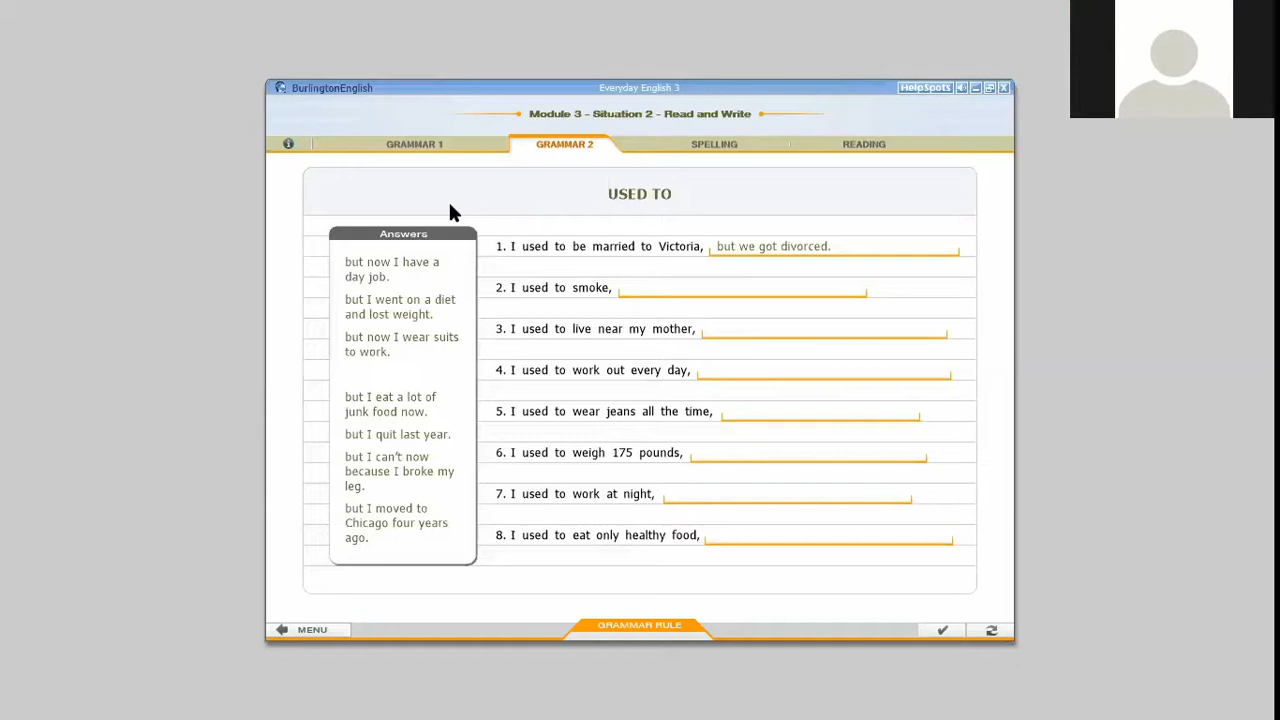 BurlingtonEnglish
Everyday English 3
HelpSpots
Module 3 - Situation 2 - Read and Write
GRAMMAR 1
GRAMMAR 2
SPELLING
READING
USED TO
Answers
but now I have a
day job.
but I went on a diet
and lost weight.
but now I wear suits
to work.
but I eat a lot of
junk food now.
but I quit last year.
but I can't now
because I broke my
leg.
but I moved to
Chicago four years
ago.
1. I used to be married to Victoria, but we got divorced.
2. I used to smoke,
3. I used to live near my mother,
4. I used to work out every day,
5. I used to wear jeans all the time,
6. I used to weigh 175 pounds,
7. I used to work at night,
8. I used to eat only healthy food,
MENU
GRAMMAR RULE